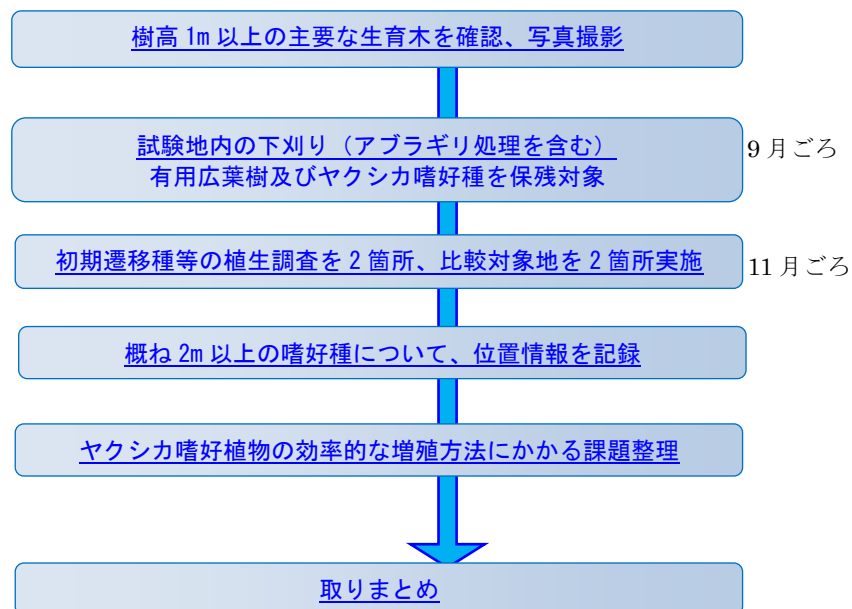 樹高 1m 以上の主要な生育木を確認、写真撮影
試験地内の下刈り（アブラギリ処理を含む）
有用広葉樹及びヤクシカ嗜好種を保残対象
9 月ごろ
初期遷移種等の植生調査を 2 箇所、比較対象地を 2 箇所実施
11 月ごろ
概ね 2m 以上の嗜好種について、位置情報を記録
ヤクシカ嗜好植物の効率的な増殖方法にかかる課題整理
取りまとめ